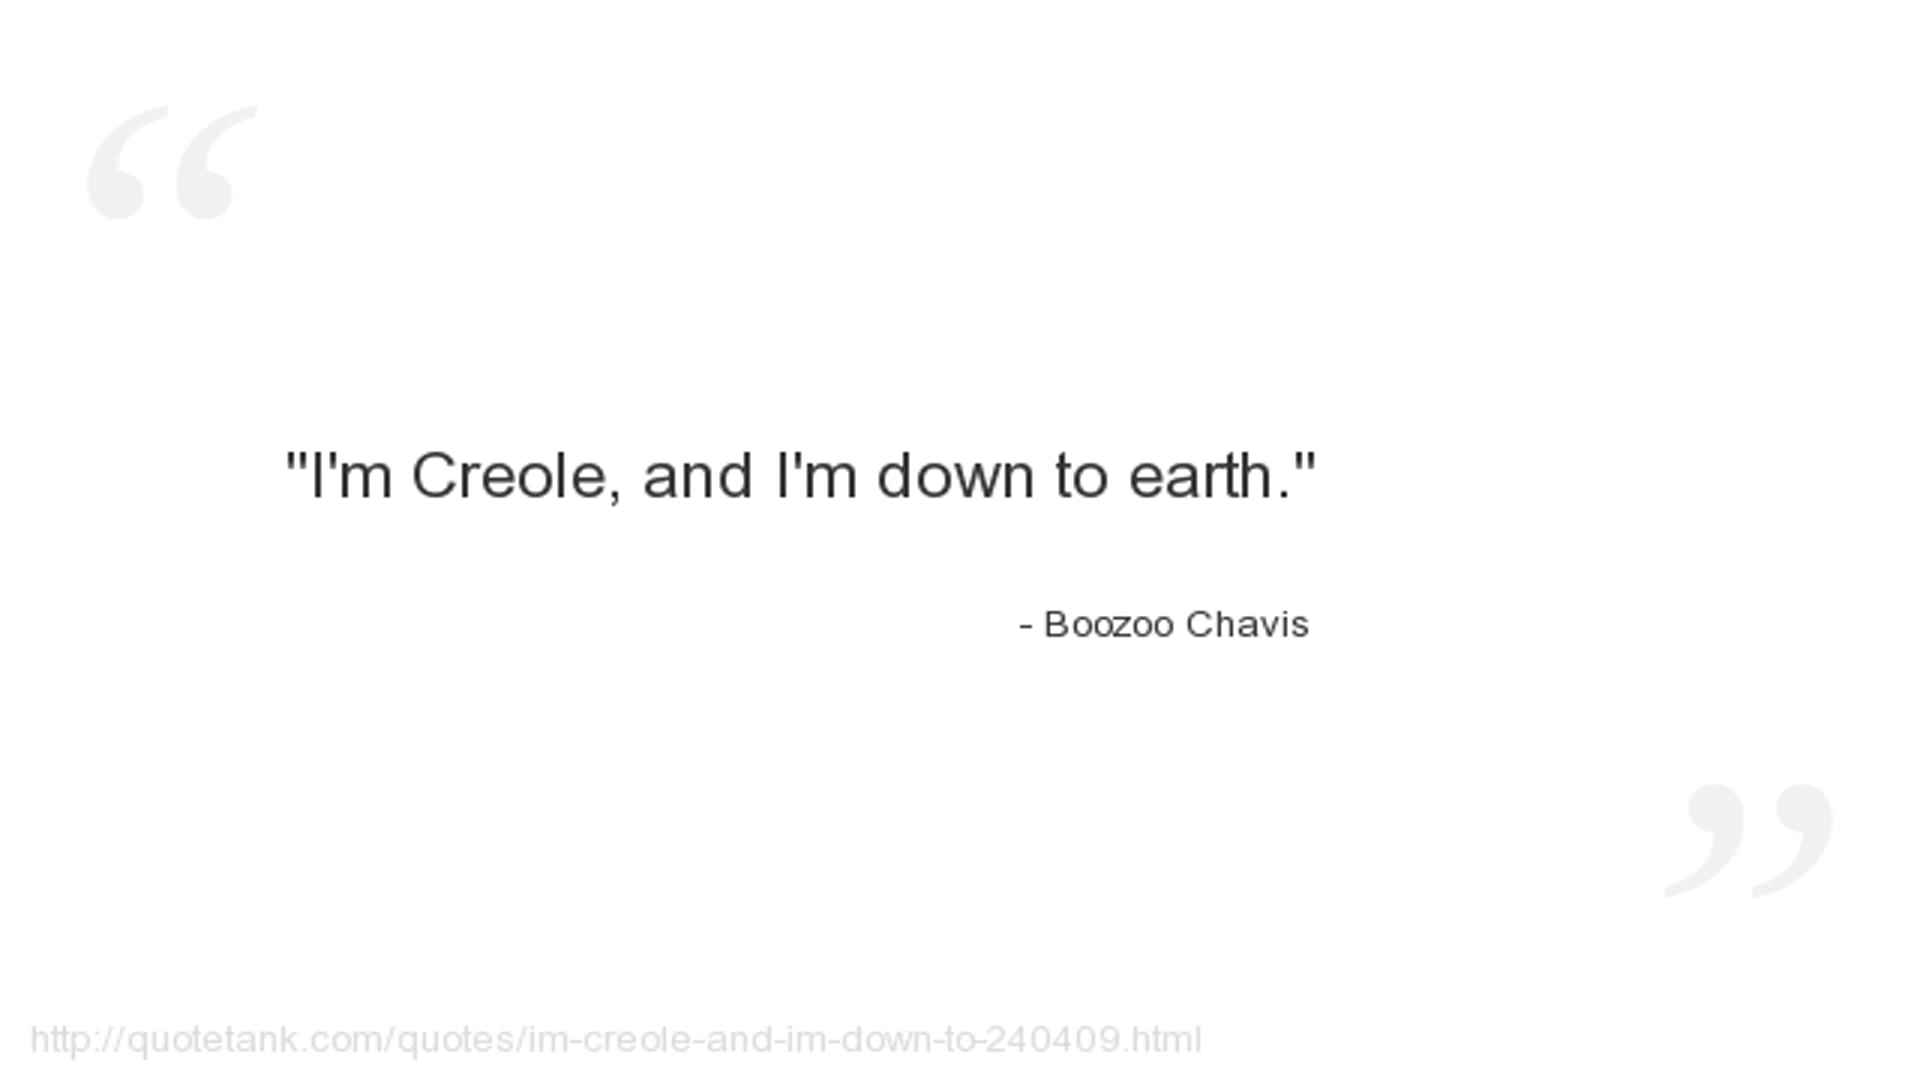 "I'm Creole, and I'm down to earth."
- Boozoo Chavis
http://quotetank.com/quotes/im-creole-and-im-down-to-240409.html